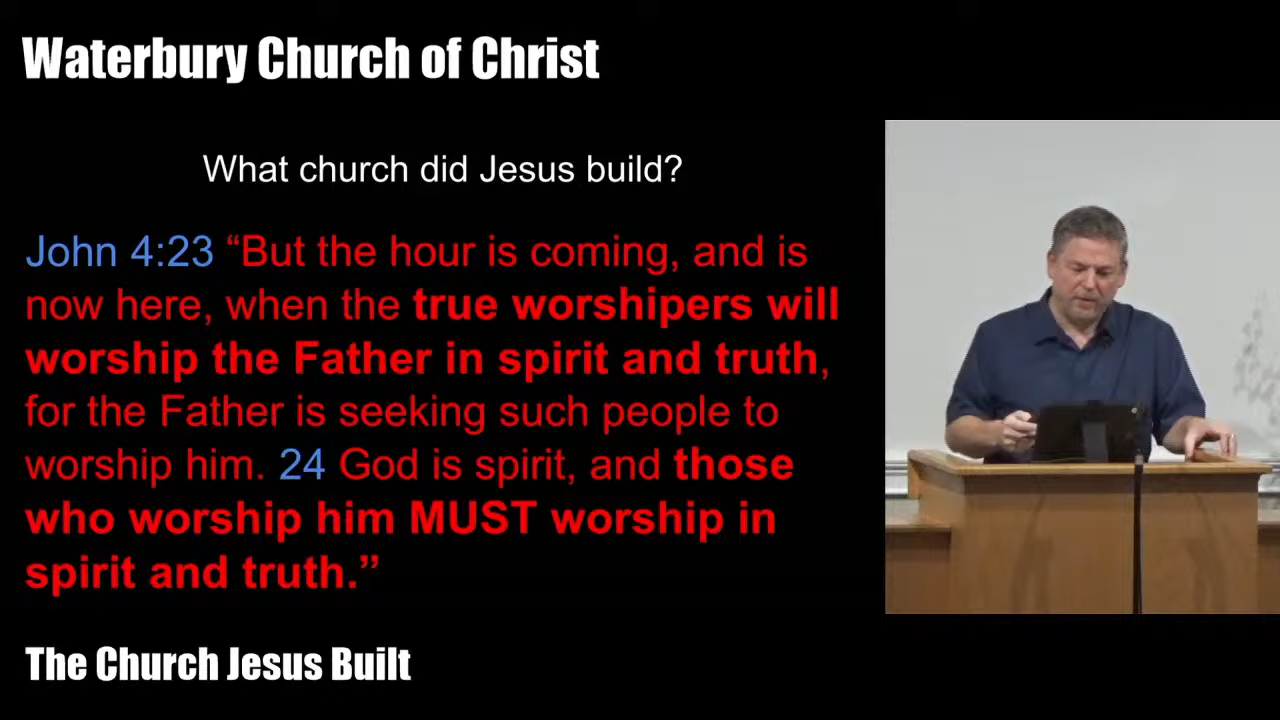 Waterbury Church of Christ
What church did Jesus build?
John 4:23 “But the hour is coming, and is
now here, when the true worshipers will
worship the Father in spirit and truth,
for the Father is seeking such people to
worship him. 24 God is spirit, and those
who worship him MUST worship in
spirit and truth.”
The Church Jesus Built